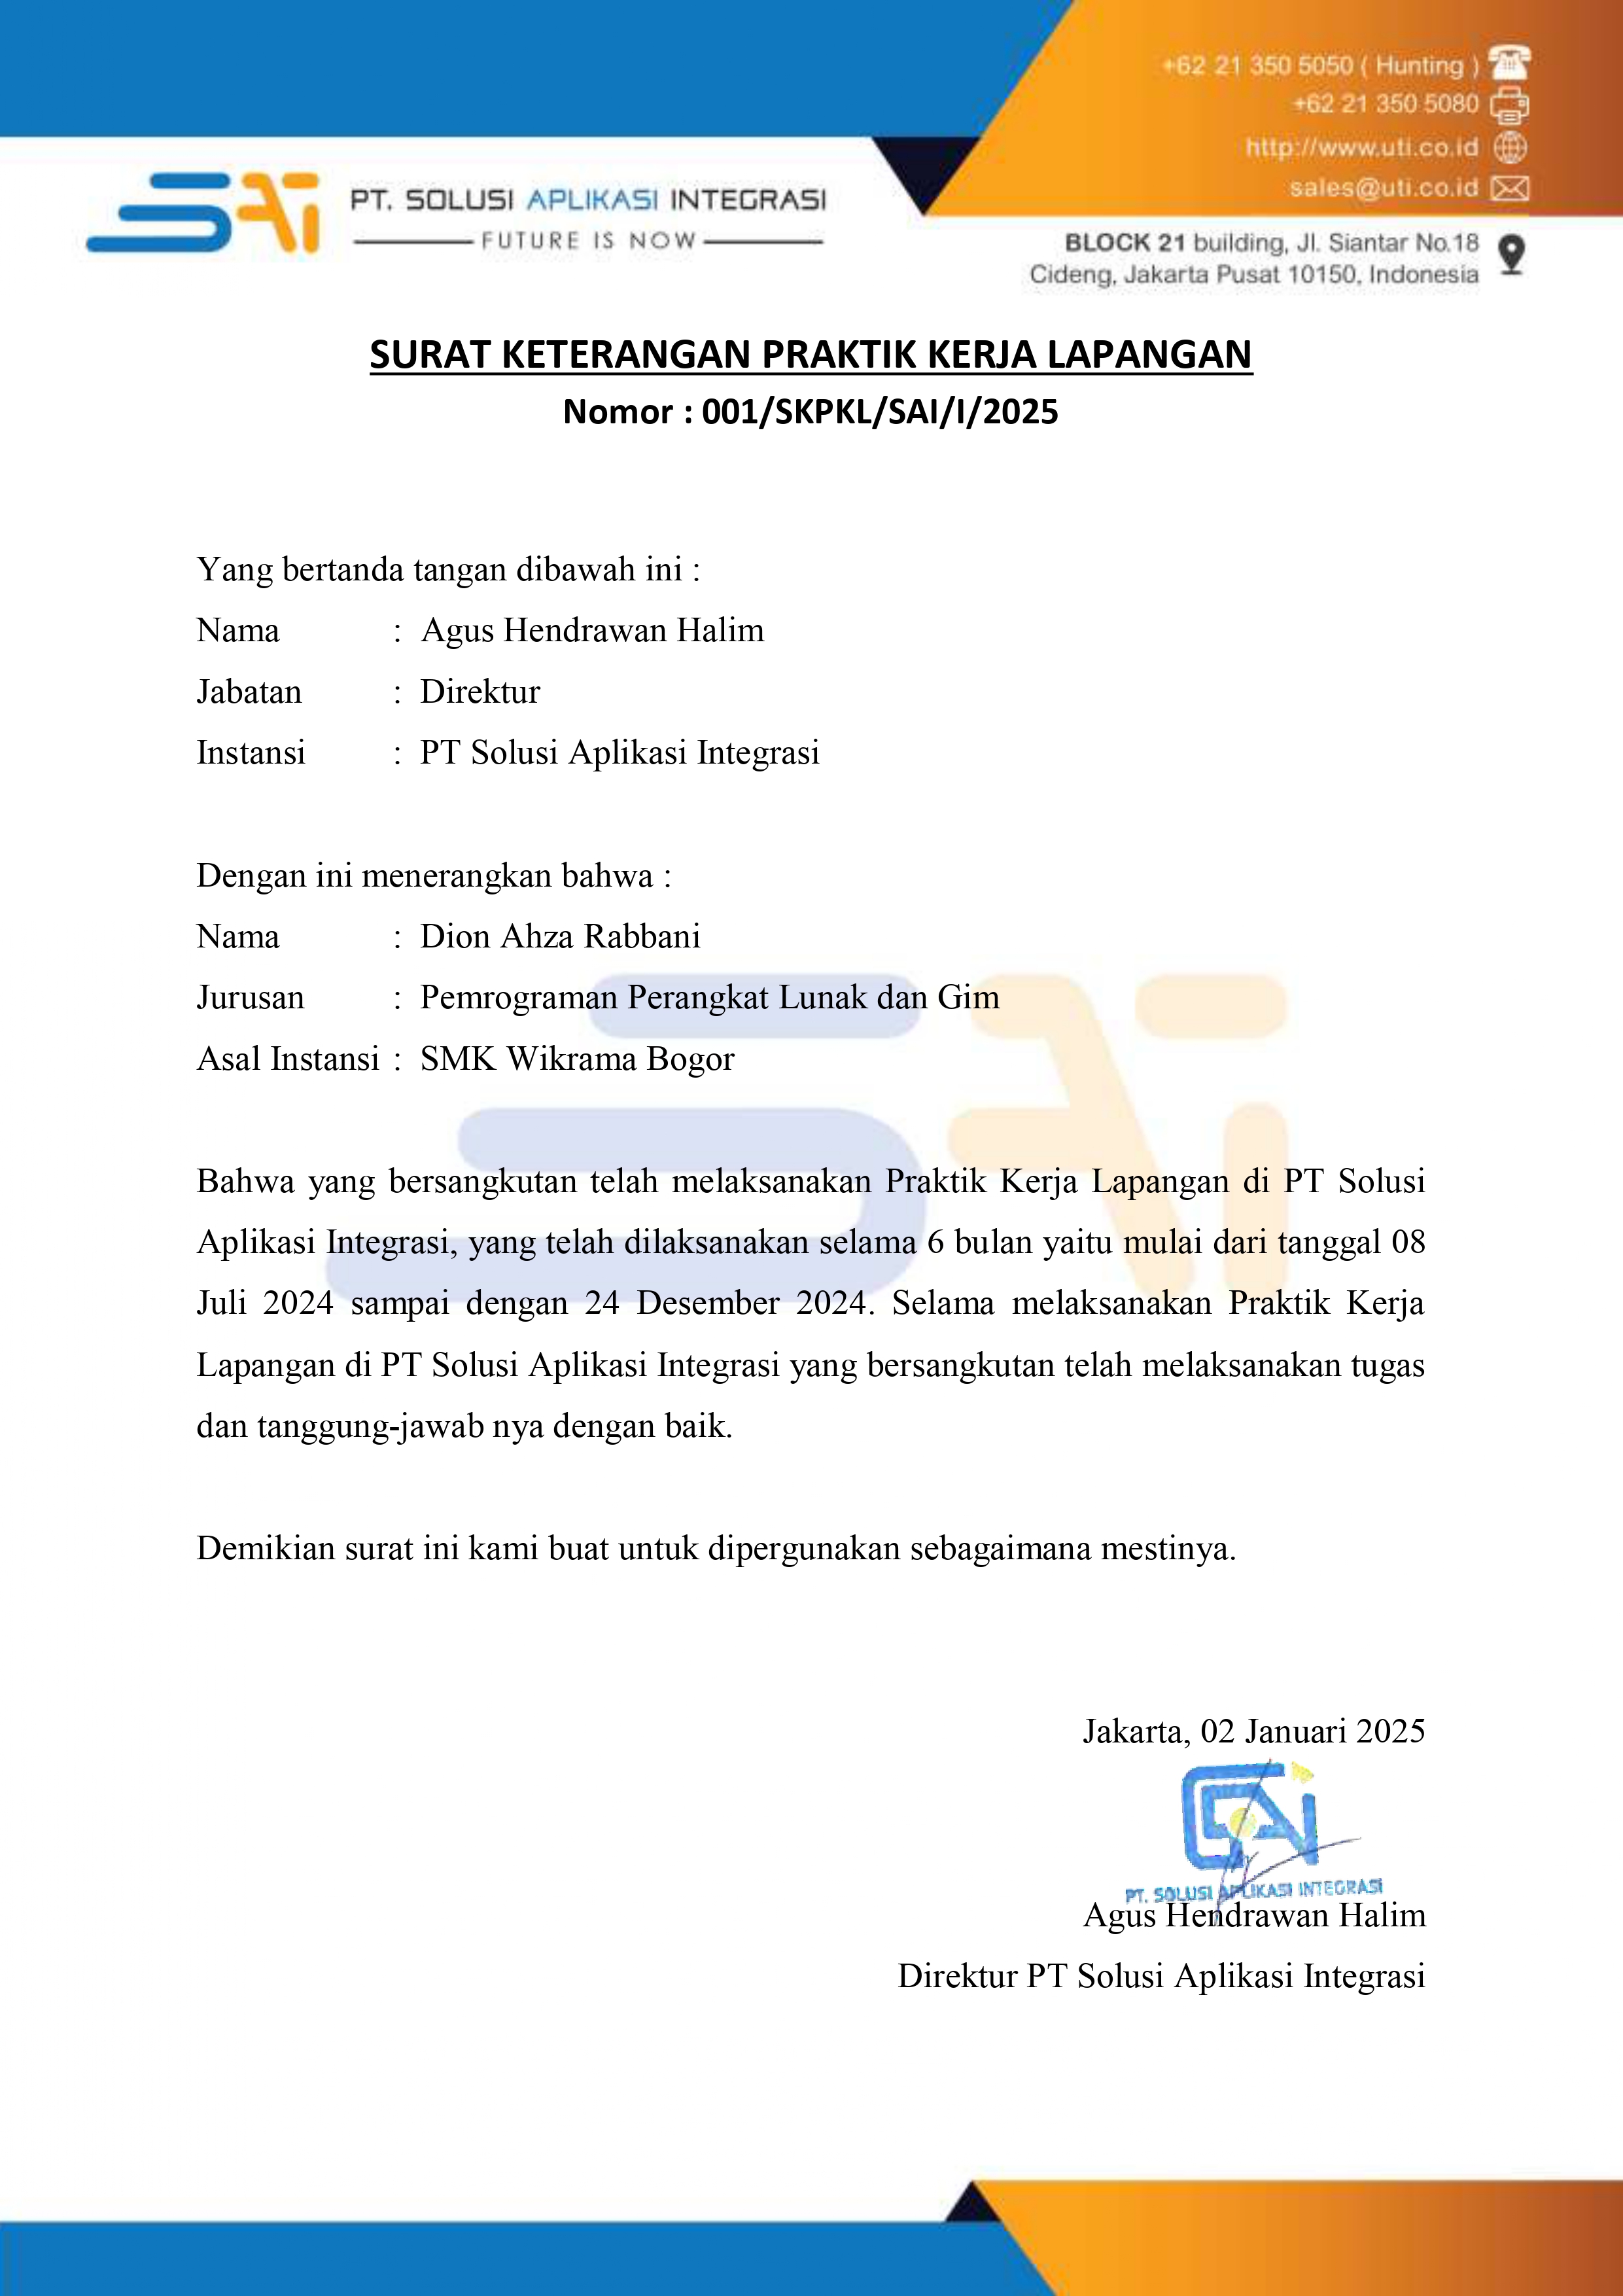 +62 21 350 5050 ( Hunting )
+62 21 350 5080
http://www.uti.co.id
sales@uti.co.id
SAi
PT. SOLUSI APLIKASI INTEGRASI
FUTURE IS NOW
BLOCK 21 building, Jl. Siantar No.18
Cideng, Jakarta Pusat 10150, Indonesia
SURAT KETERANGAN PRAKTIK KERJA LAPANGAN
Nomor : 001/SKPKL/SAI/I/2025
Yang bertanda tangan dibawah ini :
Nama : Agus Hendrawan Halim
Jabatan : Direktur
Instansi : PT Solusi Aplikasi Integrasi
Dengan ini menerangkan bahwa :
Nama : Dion Ahza Rabbani
Jurusan : Pemrograman Perangkat Lunak dan Gim
Asal Instansi : SMK Wikrama Bogor
SAi
Bahwa yang bersangkutan telah melaksanakan Praktik Kerja Lapangan di PT Solusi
Aplikasi Integrasi, yang telah dilaksanakan selama 6 bulan yaitu mulai dari tanggal 08
Juli 2024 sampai dengan 24 Desember 2024. Selama melaksanakan Praktik Kerja
Lapangan di PT Solusi Aplikasi Integrasi yang bersangkutan telah melaksanakan tugas
dan tanggung-jawab nya dengan baik.
Demikian surat ini kami buat untuk dipergunakan sebagaimana mestinya.
Jakarta, 02 Januari 2025
SAi
PT. SOLUSI APLIKASI INTEGRASI
Agus Hendrawan Halim
Direktur PT Solusi Aplikasi Integrasi